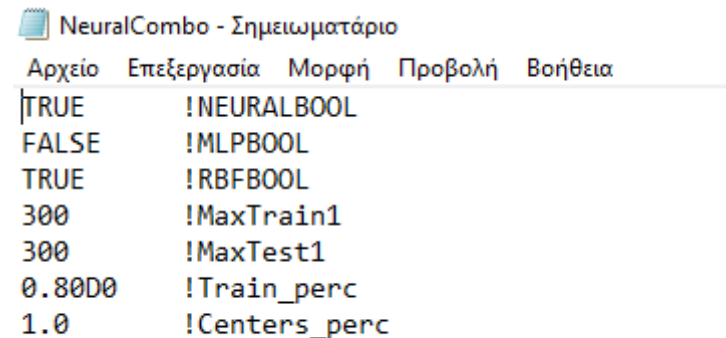 NeuralCombo - Σημειωματάριο
Αρχείο Επεξεργασία Μορφή Προβολή Βοήθεια
TRUE !NEURALBOOL
FALSE !MLPBOOL
TRUE !RBFBOOL
300 !MaxTrain1
300 !MaxTest1
0.80D0 !Train_perc
1.0 !Centers_perc